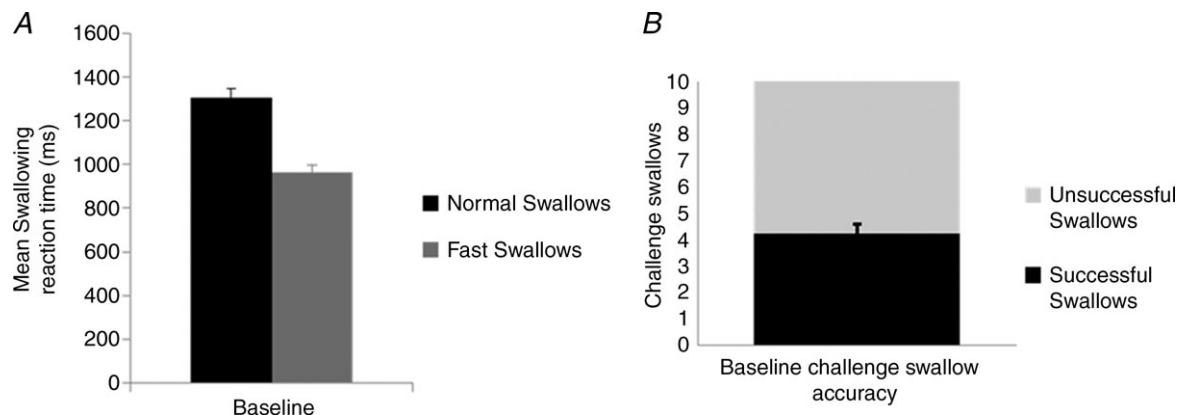 A
Mean Swallowing
reaction time (ms)
1600
1400
1200
1000
800
600
400
200
0
Baseline
Normal Swallows
Fast Swallows
B
Challenge swallows
10
9
8
7
6
5
4
3
2
1
0
Baseline challenge swallow
accuracy
Unsuccessful
Swallows
Successful
Swallows